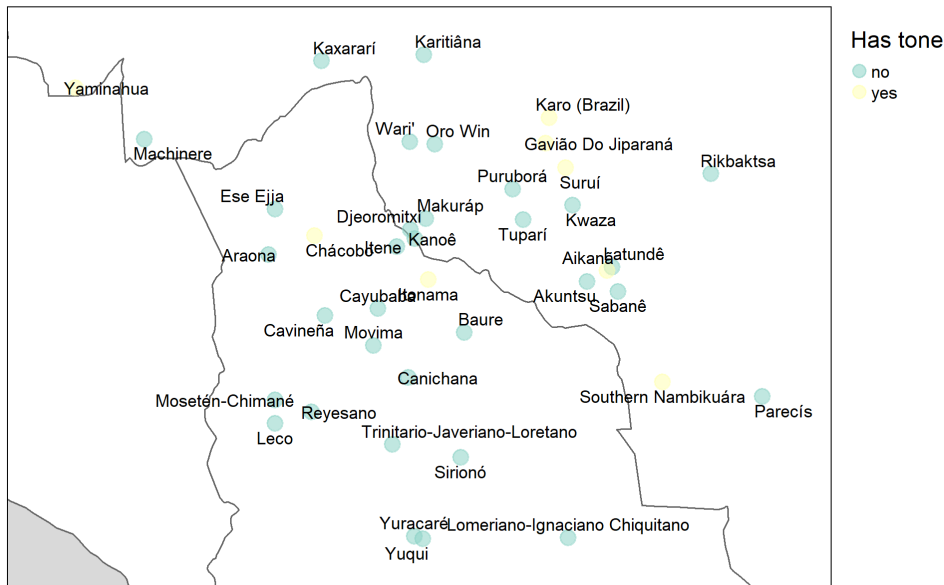 Kaxararí
Karitiâna
Has tone
no
yes
Yaminahua
Karo (Brazil)
Wari'
Oro Win
Gavião Do Jiparaná
Machinere
Rikbaktsa
Puruborá
Suruí
Ese Ejja
Makuráp
Djeoromitxi
Kwaza
Tuparí
Kanoê
Itene
Chácobo
Araona
Aikanã
Latundê
Cayubaba
Itonama
Akuntsu
Sabanê
Baure
Cavineña
Movima
Canichana
Southern Nambikuára
Mosetén-Chimané
Reyesano
Parecís
Leco
Trinitario-Javeriano-Loretano
Sirionó
Yuracaré
Lomeriano-Ignaciano Chiquitano
Yuqui